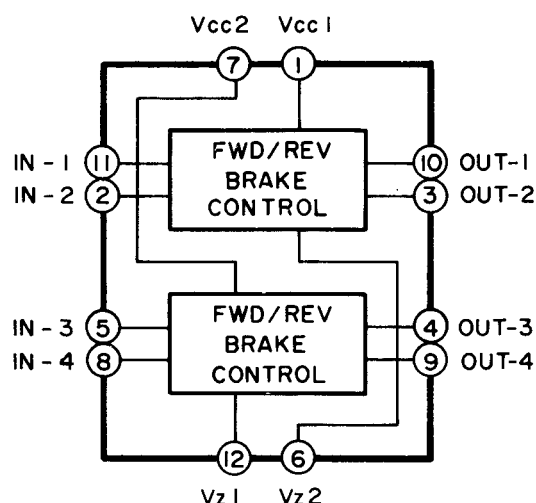 Vcc2 Vcc1
7 1
IN-1 11 FWD/REV 10 OUT-1
BRAKE
IN-2 2 CONTROL 3 OUT-2
IN-3 5 FWD/REV 4 OUT-3
BRAKE
IN-4 8 CONTROL 9 OUT-4
12 6
Vz1 Vz2